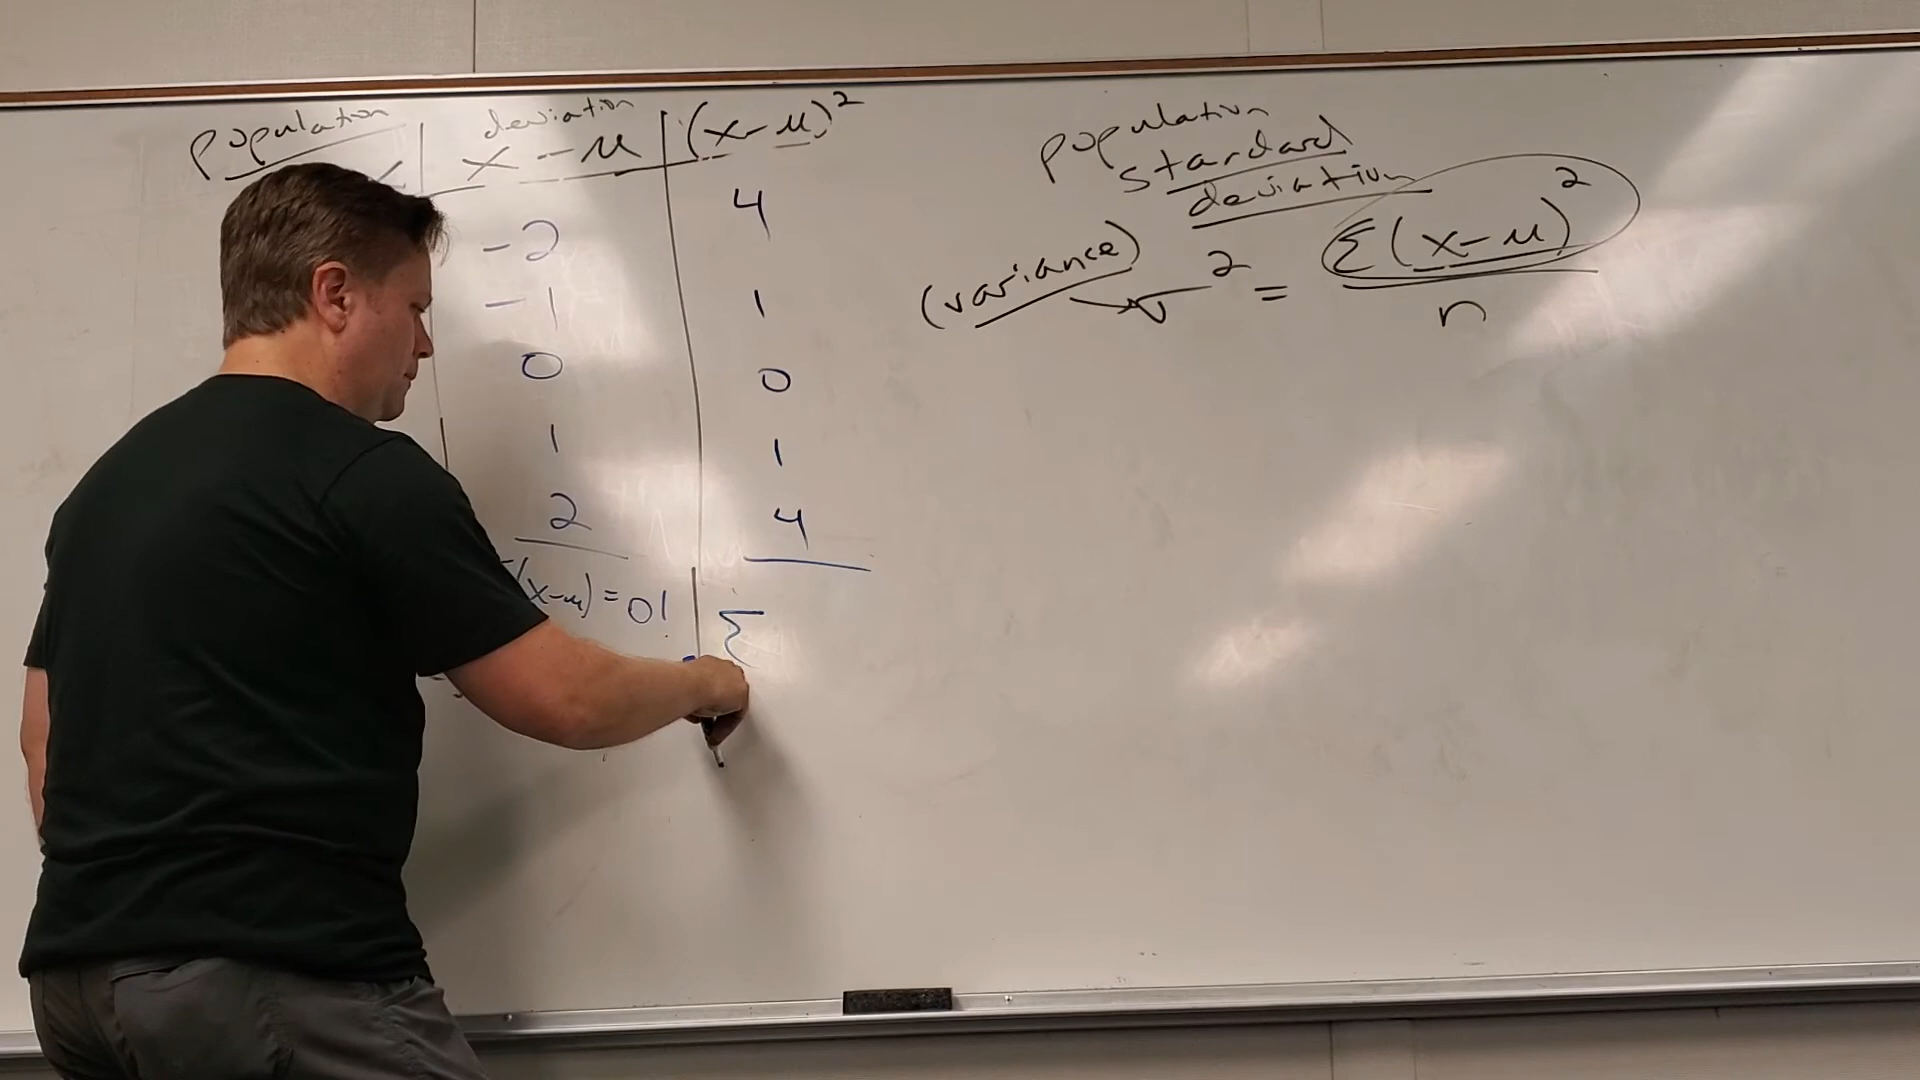 population
x | deviation x - μ | (x - μ)²
-2 | 4
-1 | 1
0 | 0
1 | 1
2 | 4
(x-μ) = 0! | Σ
population
standard
deviation
(variance) σ² = Σ(x-μ)² / n